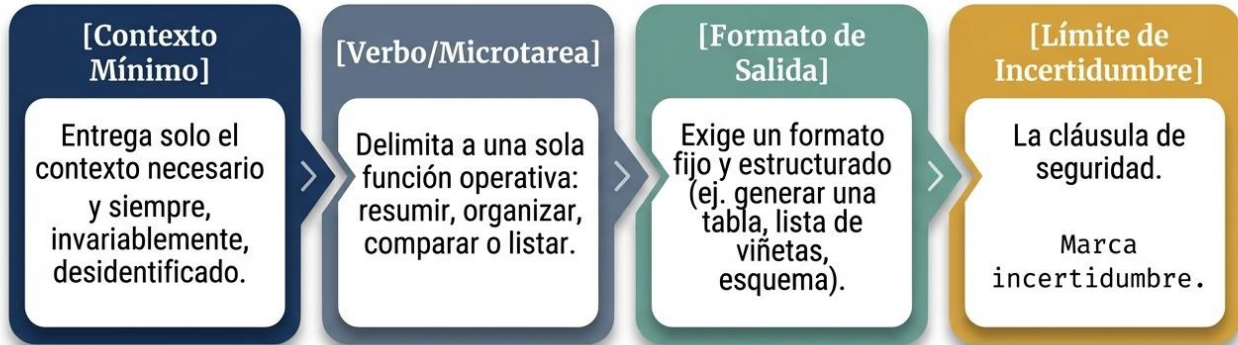 [Contexto
Mínimo]
Entrega solo el
contexto necesario
y siempre,
invariablemente,
desidentificado.
[Verbo/Microtarea]
Delimita a una sola
función operativa:
resumir, organizar,
comparar o listar.
[Formato de
Salida]
Exige un formato
fijo y estructurado
(ej. generar una
tabla, lista de
viñetas,
esquema).
[Límite de
Incertidumbre]
La cláusula de
seguridad.
Marca
incertidumbre.